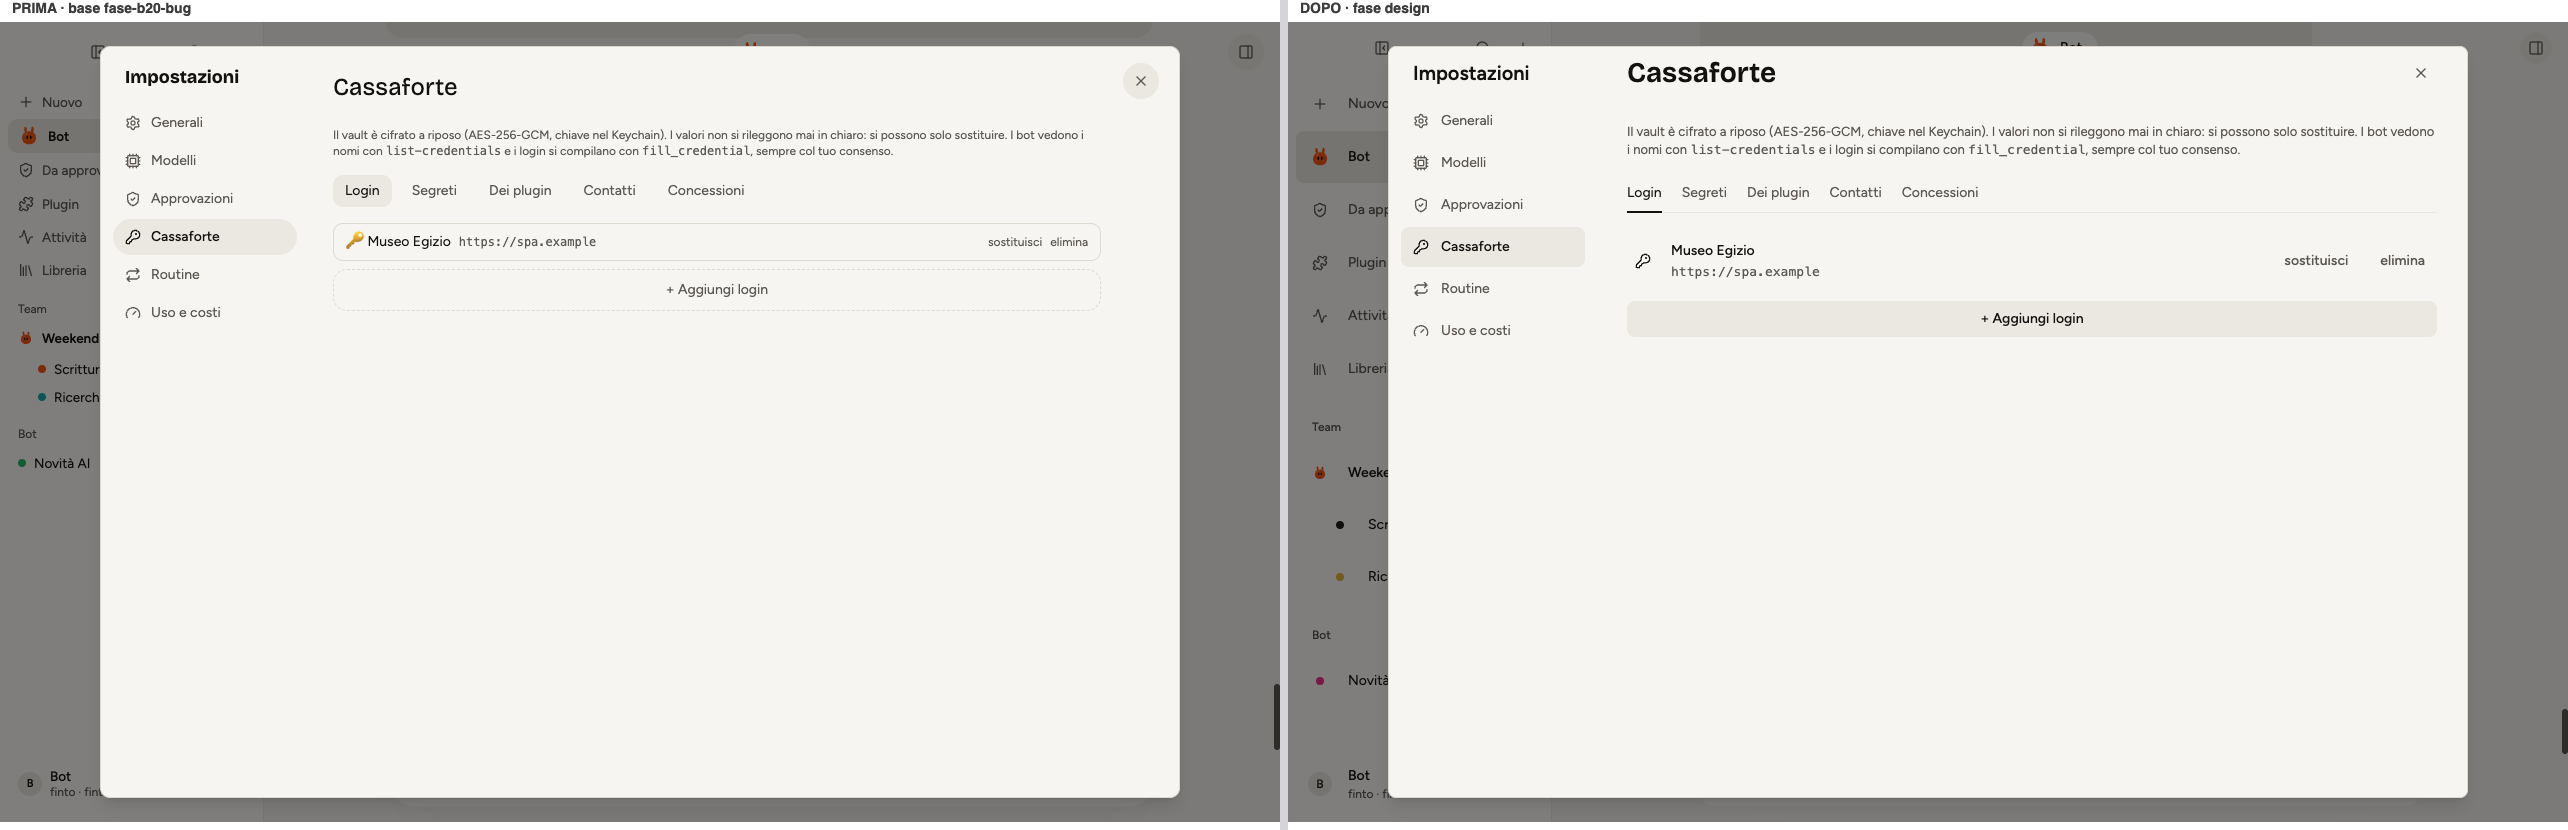 PRIMA · base fase-b20-bug
Nuovo
Bot
Da approv
Plugin
Attività
Libreria
Team
Weekend
Scrittur
Ricerch
Bot
Novità AI
B
Bot
finto · fint
Impostazioni
Generali
Modelli
Approvazioni
Cassaforte
Routine
Uso e costi
Cassaforte
Il vault è cifrato a riposo (AES-256-GCM, chiave nel Keychain). I valori non si rileggono mai in chiaro: si possono solo sostituire. I bot vedono i
nomi con list-credentials e i login si compilano con fill_credential, sempre col tuo consenso.
Login Segreti Dei plugin Contatti Concessioni
Museo Egizio https://spa.example sostituisci elimina
+ Aggiungi login
DOPO · fase design
Bot
Nuovo
Bot
Da app
Plugin
Attivit
Libreri
Team
Weeke
Scr
Ric
Bot
Novità
B
Bot
finto · fi
Impostazioni
Generali
Modelli
Approvazioni
Cassaforte
Routine
Uso e costi
Cassaforte
Il vault è cifrato a riposo (AES-256-GCM, chiave nel Keychain). I valori non si rileggono mai in chiaro: si possono solo sostituire. I bot vedono
i nomi con list-credentials e i login si compilano con fill_credential, sempre col tuo consenso.
Login Segreti Dei plugin Contatti Concessioni
Museo Egizio
https://spa.example
sostituisci elimina
+ Aggiungi login